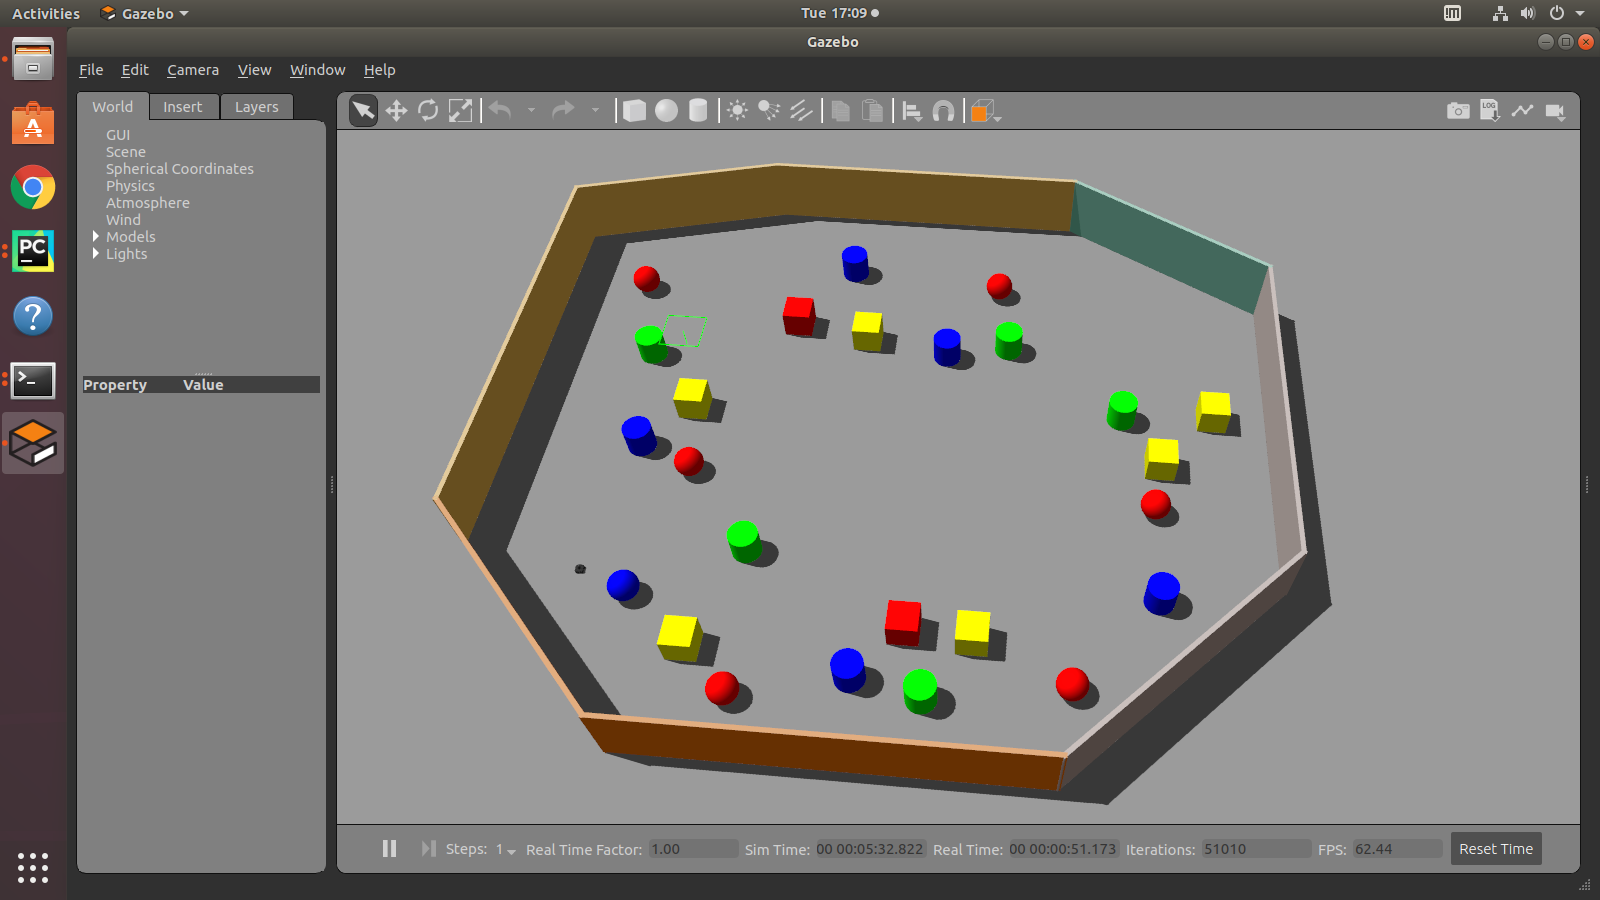 Activities Gazebo Tue 17:09
Gazebo
File Edit Camera View Window Help
World Insert Layers
GUI
Scene
Spherical Coordinates
Physics
Atmosphere
Wind
Models
Lights
Property Value
LOG
PC
Steps: 1 Real Time Factor: 1.00 Sim Time: 00 00:05:32.822 Real Time: 00 00:00:51.173 Iterations: 51010 FPS: 62.44 Reset Time